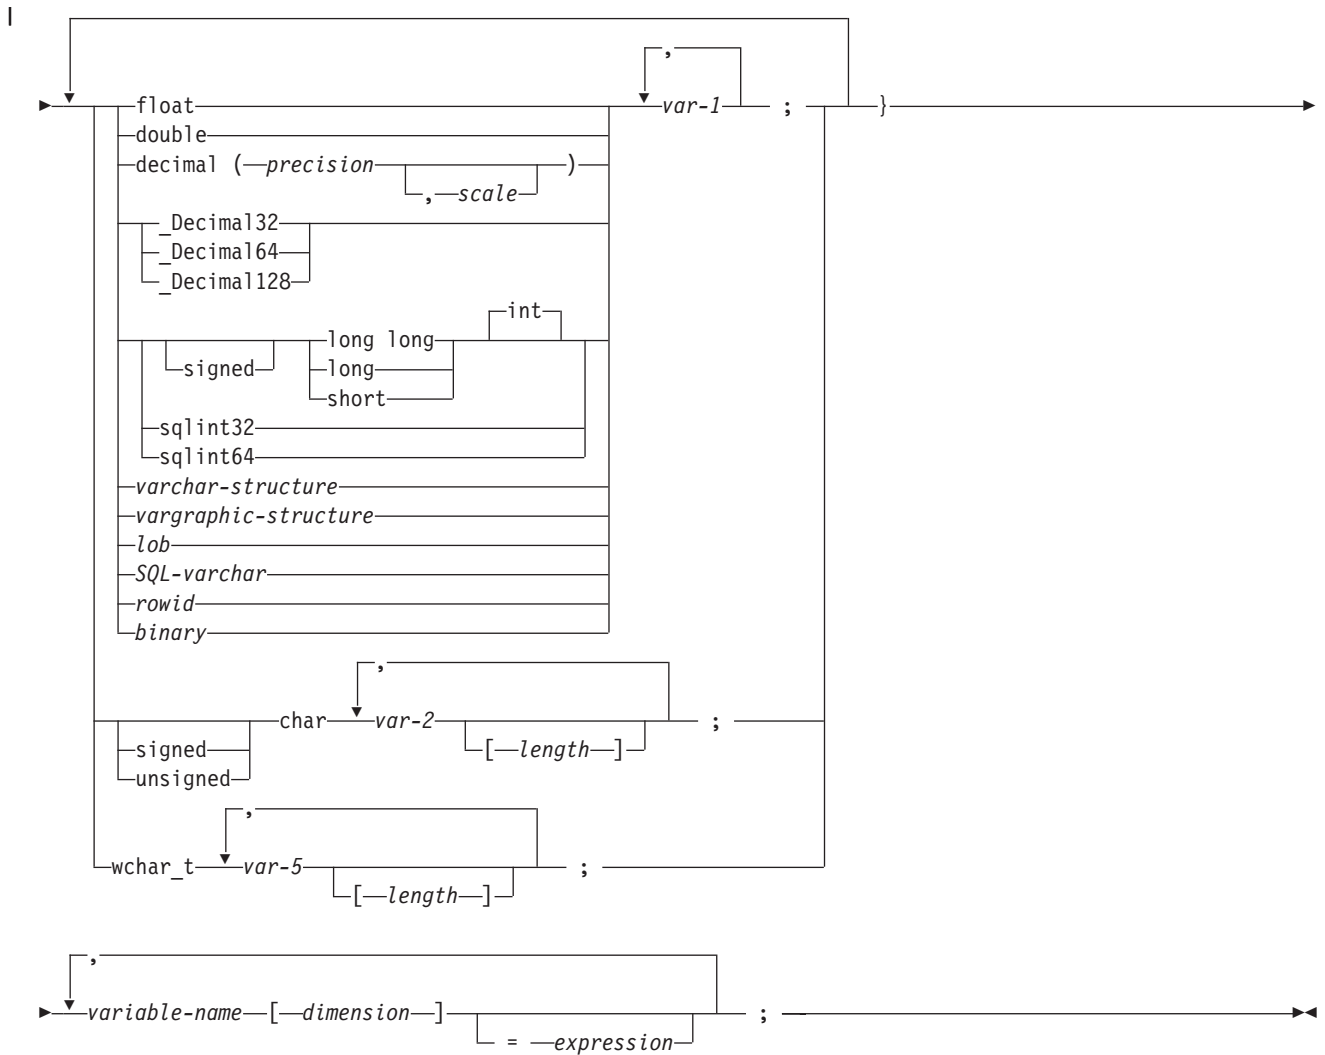 ,
float var-1 ; }
double
decimal ( precision )
, scale
_Decimal32
_Decimal64
_Decimal128
int
long long
signed long
short
sqlint32
sqlint64
varchar-structure
vargraphic-structure
lob
SQL-varchar
rowid
binary
,
char var-2 ;
signed [ length ]
unsigned
,
wchar_t var-5 ;
[ length ]
,
variable-name [ dimension ] ;
= expression